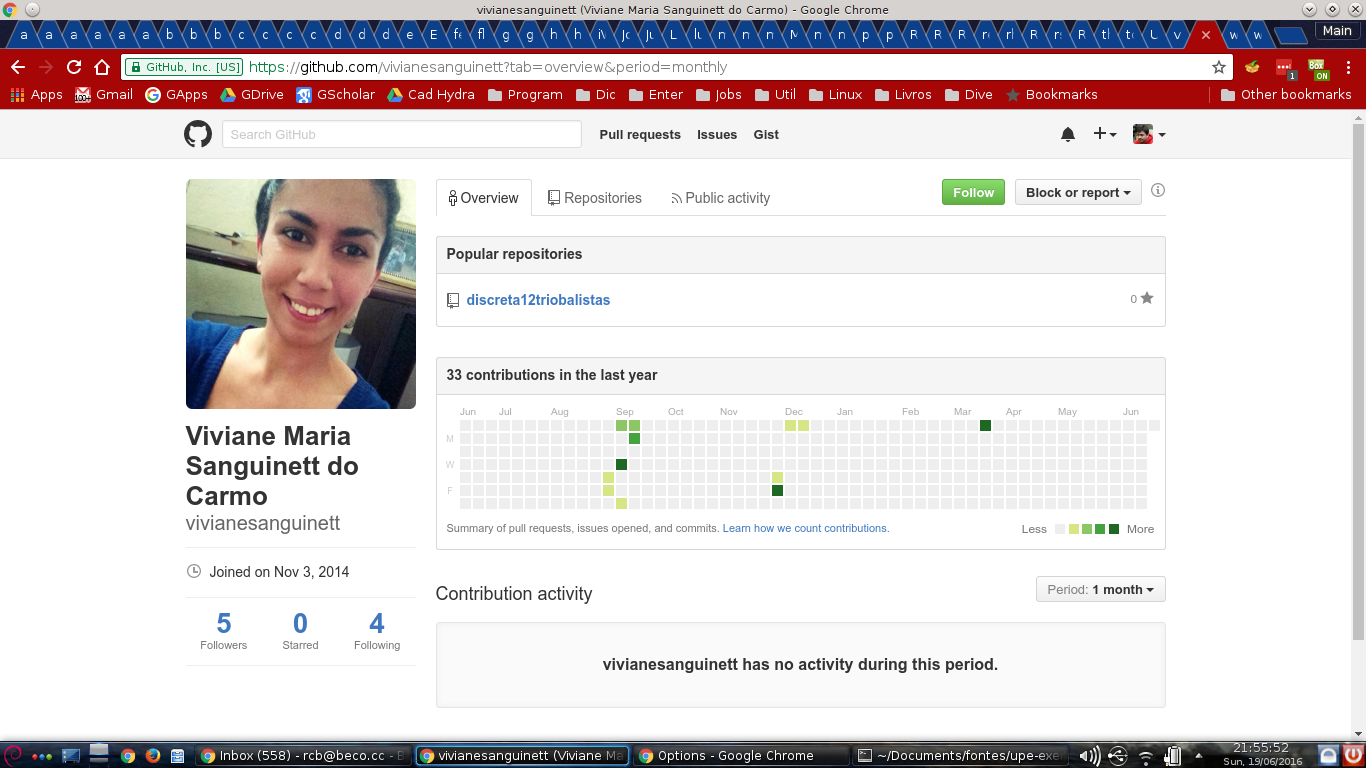 vivianesanguinett (Viviane Maria Sanguinett do Carmo) - Google Chrome
a a a a a a b b b c c c d d d e E f g g h h L l n n n M n n p p R R R R R t U v w w Main
GitHub, Inc. [US] https://github.com/vivianesanguinett?tab=overview&period=monthly 1 BOX ON
Apps 100+ Gmail GApps GDrive GScholar Cad Hydra Program Dic Enter Jobs Util Linux Livros Dive Bookmarks Other bookmarks
Search GitHub Pull requests Issues Gist
Overview Repositories Public activity Follow Block or report
Popular repositories
discreta12triobalistas 0
33 contributions in the last year
Jun Jul Aug Sep Oct Nov Dec Jan Feb Mar Apr May Jun
M
W
F
Summary of pull requests, issues opened, and commits. Learn how we count contributions. Less More
Viviane Maria
Sanguinett do
Carmo
vivianesanguinett
Joined on Nov 3, 2014
5 0 4
Followers Starred Following
Contribution activity Period: 1 month
vivianesanguinett has no activity during this period.
Inbox (558) - rcb@beco.cc - B vivianesanguinett (Viviane Ma Options - Google Chrome ~/Documents/fontes/upe-exe 21:55:52
Sun, 19/06/2016